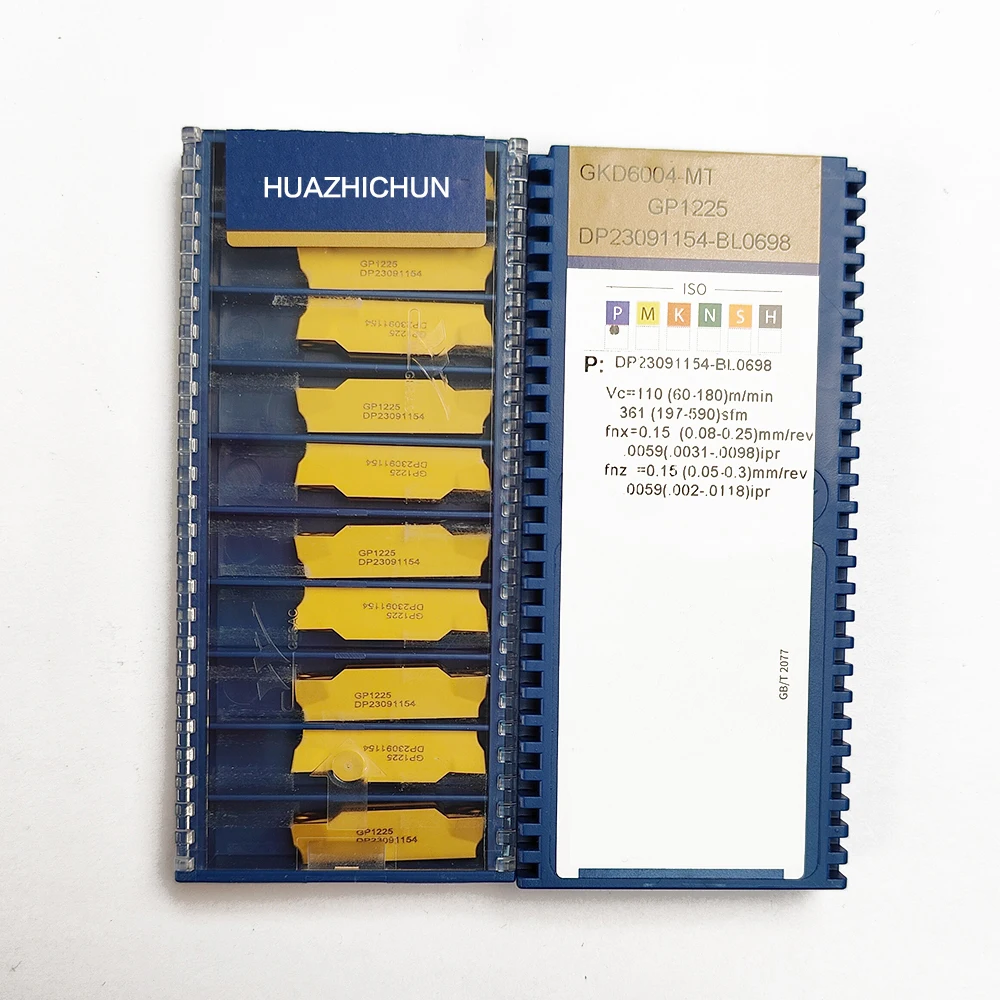 HUAZHICHUN
GP1225
DP23091154
DP23091154
GP1225
GP1225
DP23091154
DP23091154
GP1225
GP1225
DP23091154
DP23091154
GP1225
GP1225
DP23091154
DP23091154
GP1225
GP1225
DP23091154
GKD6004-MT
GP1225
DP23091154-BL0698
ISO
P M K N S H
P: DP23091154-BL0698
Vc=110 (60-180)m/min
361 (197-590)sfm
fnx=0.15 (0.08-0.25)mm/rev
.0059(.0031-.0098)ipr
fnz =0.15 (0.05-0.3)mm/rev
0059(.002-.0118)ipr
GB/T 2077